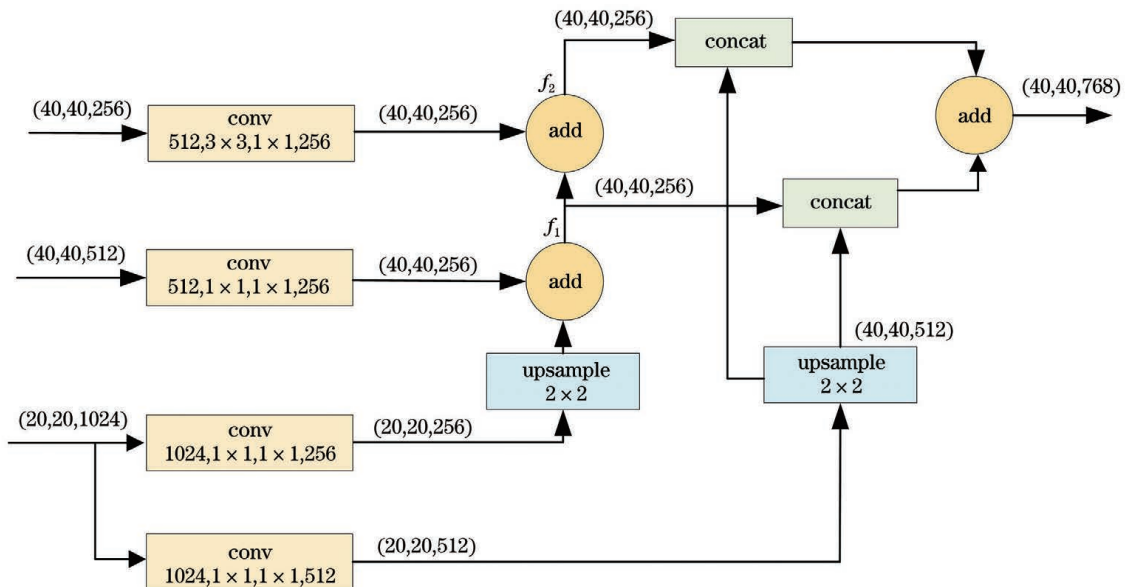 (40,40,256)
concat
f₂
(40,40,256)
conv
512,3 × 3,1 × 1,256
(40,40,256)
add
add
(40,40,768)
(40,40,256)
concat
f₁
(40,40,512)
conv
512,1 × 1,1 × 1,256
(40,40,256)
add
(40,40,512)
upsample
2 × 2
upsample
2 × 2
(20,20,1024)
conv
1024,1 × 1,1 × 1,256
(20,20,256)
conv
1024,1 × 1,1 × 1,512
(20,20,512)